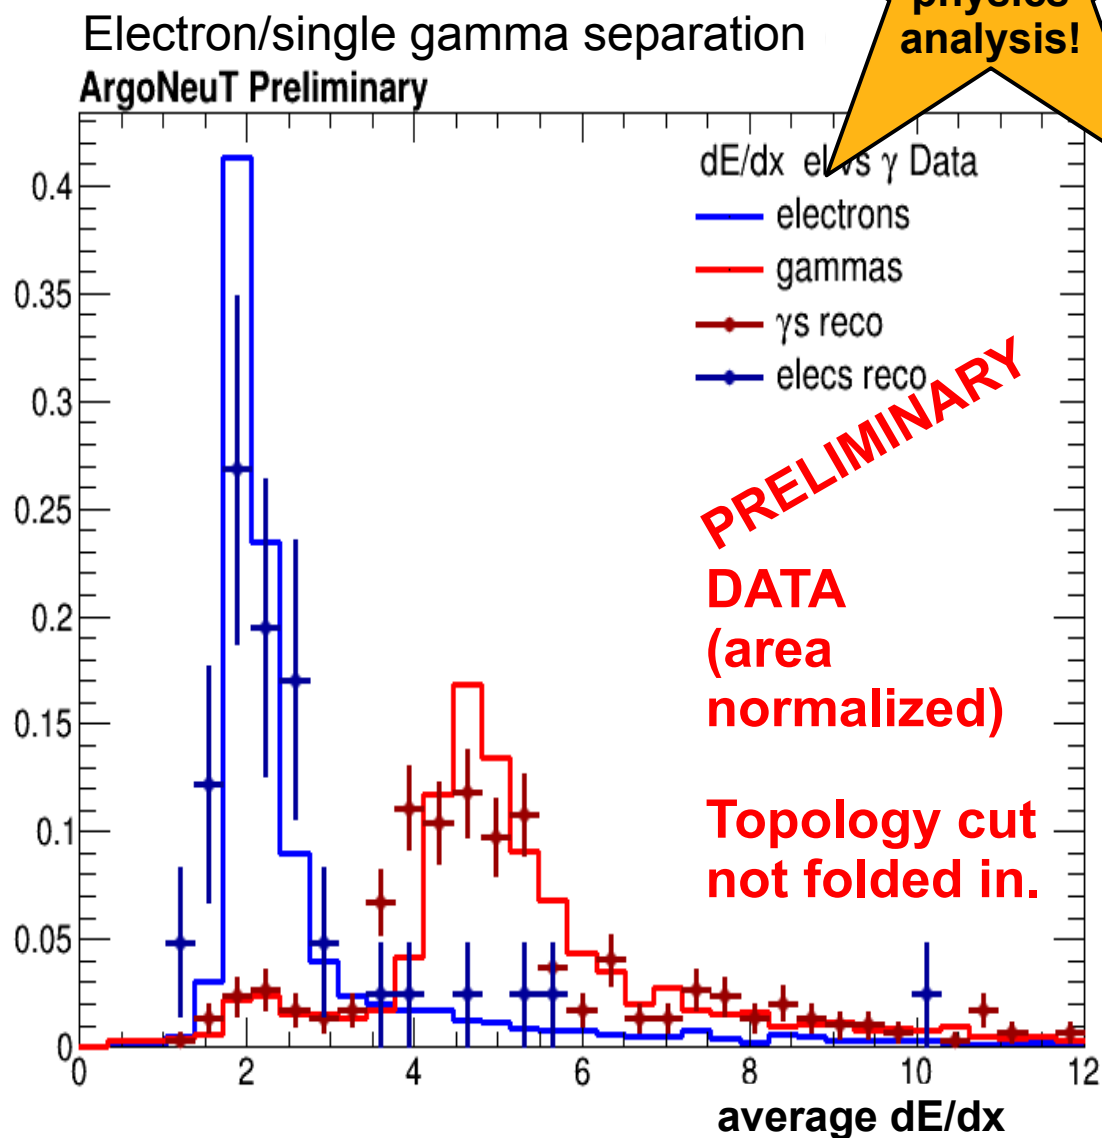 physics
analysis!
Electron/single gamma separation
ArgoNeuT Preliminary
dE/dx el vs γ Data
electrons
gammas
γs reco
elecs reco
PRELIMINARY
DATA
(area
normalized)
Topology cut
not folded in.
0.4
0.35
0.3
0.25
0.2
0.15
0.1
0.05
0
0 2 4 6 8 10 12
average dE/dx